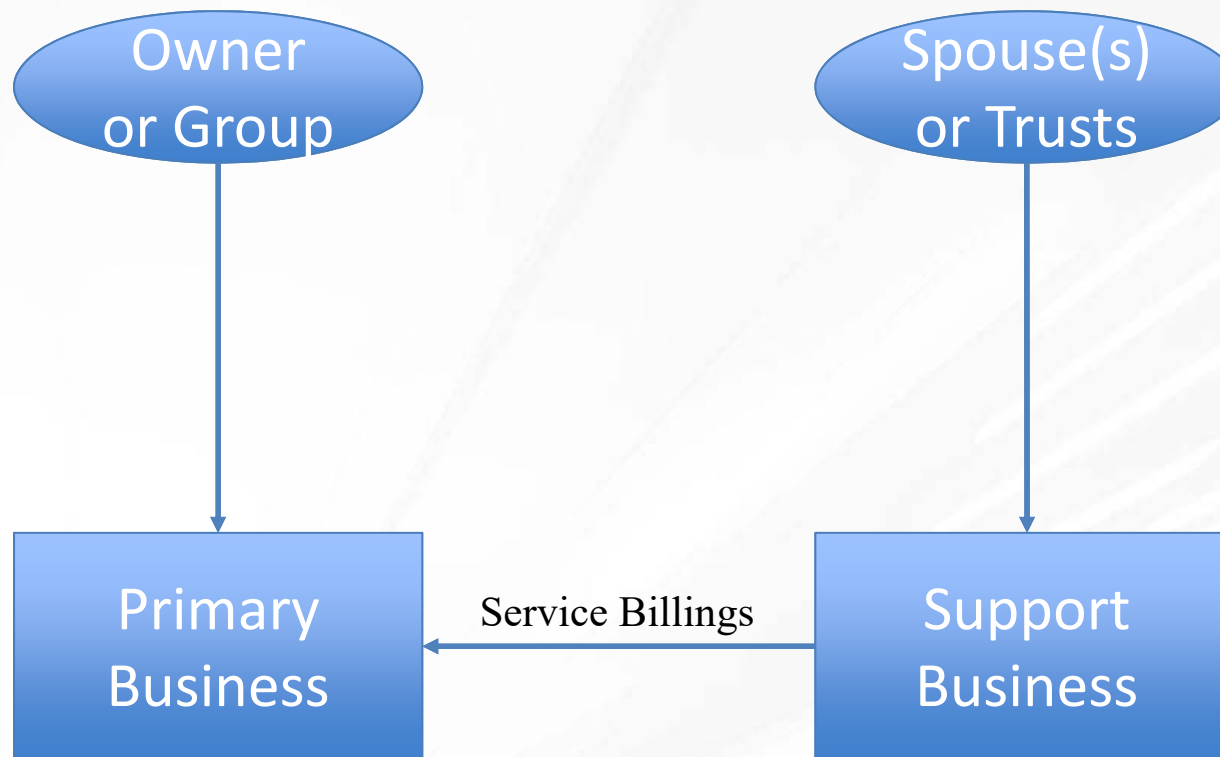 Owner
or Group
Spouse(s)
or Trusts
Service Billings
Primary
Business
Support
Business